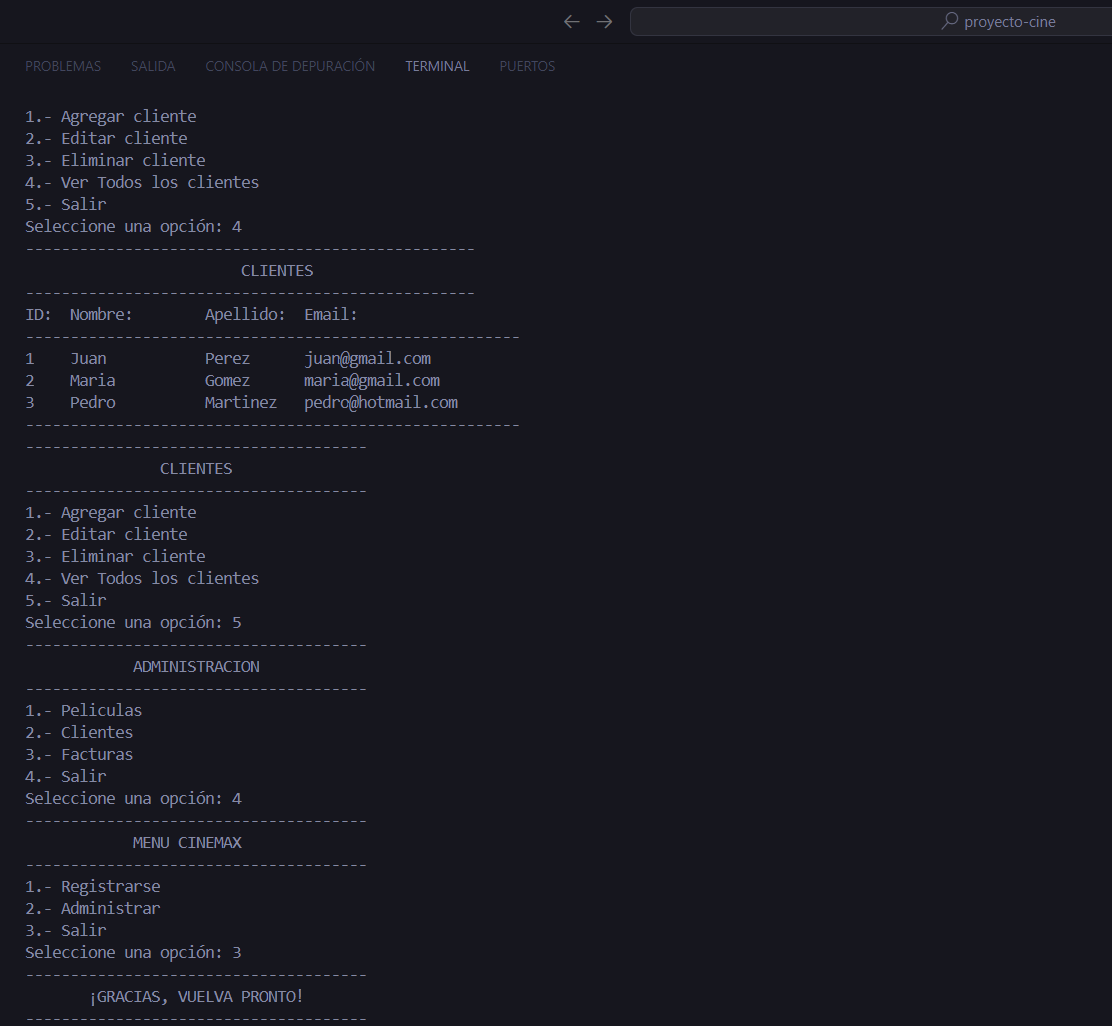 proyecto-cine
PROBLEMAS SALIDA CONSOLA DE DEPURACIÓN TERMINAL PUERTOS
1.- Agregar cliente
2.- Editar cliente
3.- Eliminar cliente
4.- Ver Todos los clientes
5.- Salir
Seleccione una opción: 4
--------------------------------------------------
CLIENTES
--------------------------------------------------
ID: Nombre: Apellido: Email:
-------------------------------------------------------
1 Juan Perez juan@gmail.com
2 Maria Gomez maria@gmail.com
3 Pedro Martinez pedro@hotmail.com
-------------------------------------------------------
--------------------------------------
CLIENTES
--------------------------------------
1.- Agregar cliente
2.- Editar cliente
3.- Eliminar cliente
4.- Ver Todos los clientes
5.- Salir
Seleccione una opción: 5
--------------------------------------
ADMINISTRACION
--------------------------------------
1.- Peliculas
2.- Clientes
3.- Facturas
4.- Salir
Seleccione una opción: 4
--------------------------------------
MENU CINEMAX
--------------------------------------
1.- Registrarse
2.- Administrar
3.- Salir
Seleccione una opción: 3
--------------------------------------
¡GRACIAS, VUELVA PRONTO!
--------------------------------------